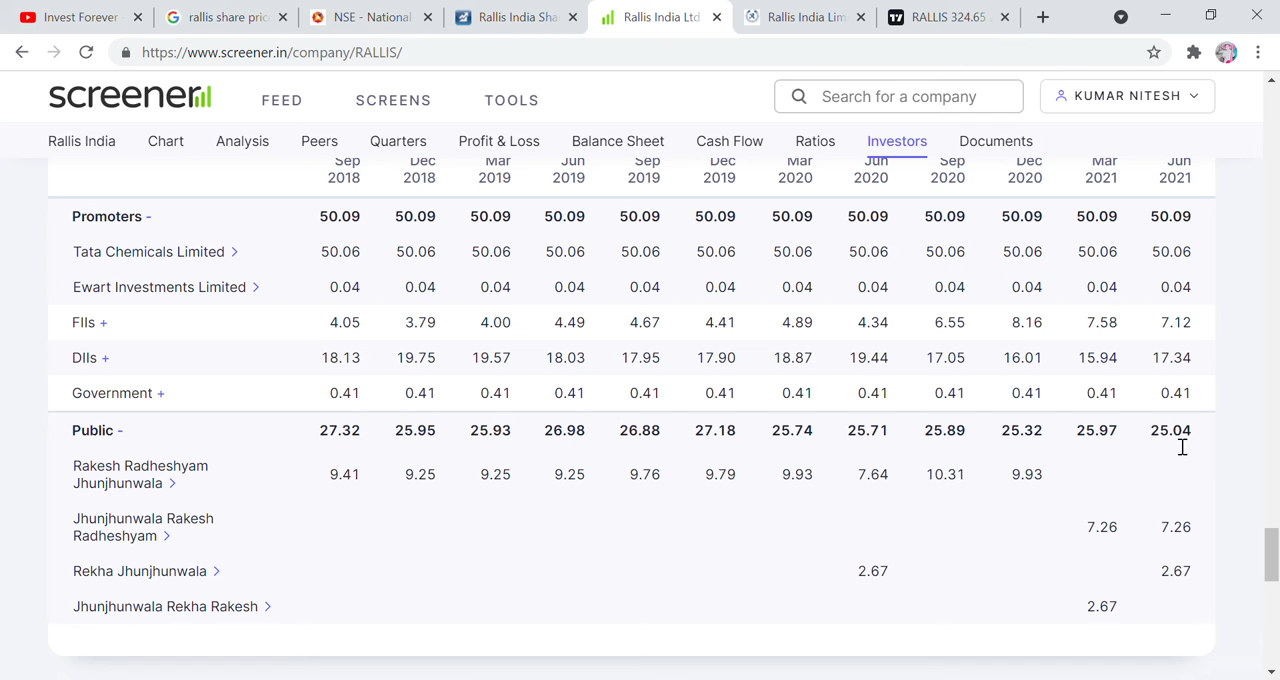 Invest Forever
rallis share pric
NSE - National
Rallis India Sha
Rallis India Ltd
Rallis India Lim
RALLIS 324.65
https://www.screener.in/company/RALLIS/
screener
FEED
SCREENS
TOOLS
Search for a company
KUMAR NITESH
Rallis India Chart Analysis Peers Quarters Profit & Loss Balance Sheet Cash Flow Ratios Investors Documents
Sep Dec Mar Jun Sep Dec Mar Jun Sep Dec Mar Jun
2018 2018 2019 2019 2019 2019 2020 2020 2020 2020 2021 2021
Promoters - 50.09 50.09 50.09 50.09 50.09 50.09 50.09 50.09 50.09 50.09 50.09 50.09
Tata Chemicals Limited > 50.06 50.06 50.06 50.06 50.06 50.06 50.06 50.06 50.06 50.06 50.06 50.06
Ewart Investments Limited > 0.04 0.04 0.04 0.04 0.04 0.04 0.04 0.04 0.04 0.04 0.04 0.04
FIIs + 4.05 3.79 4.00 4.49 4.67 4.41 4.89 4.34 6.55 8.16 7.58 7.12
DIIs + 18.13 19.75 19.57 18.03 17.95 17.90 18.87 19.44 17.05 16.01 15.94 17.34
Government + 0.41 0.41 0.41 0.41 0.41 0.41 0.41 0.41 0.41 0.41 0.41 0.41
Public - 27.32 25.95 25.93 26.98 26.88 27.18 25.74 25.71 25.89 25.32 25.97 25.04
Rakesh Radheshyam
Jhunjhunwala > 9.41 9.25 9.25 9.25 9.76 9.79 9.93 7.64 10.31 9.93
Jhunjhunwala Rakesh
Radheshyam > 7.26 7.26
Rekha Jhunjhunwala > 2.67 2.67
Jhunjhunwala Rekha Rakesh > 2.67